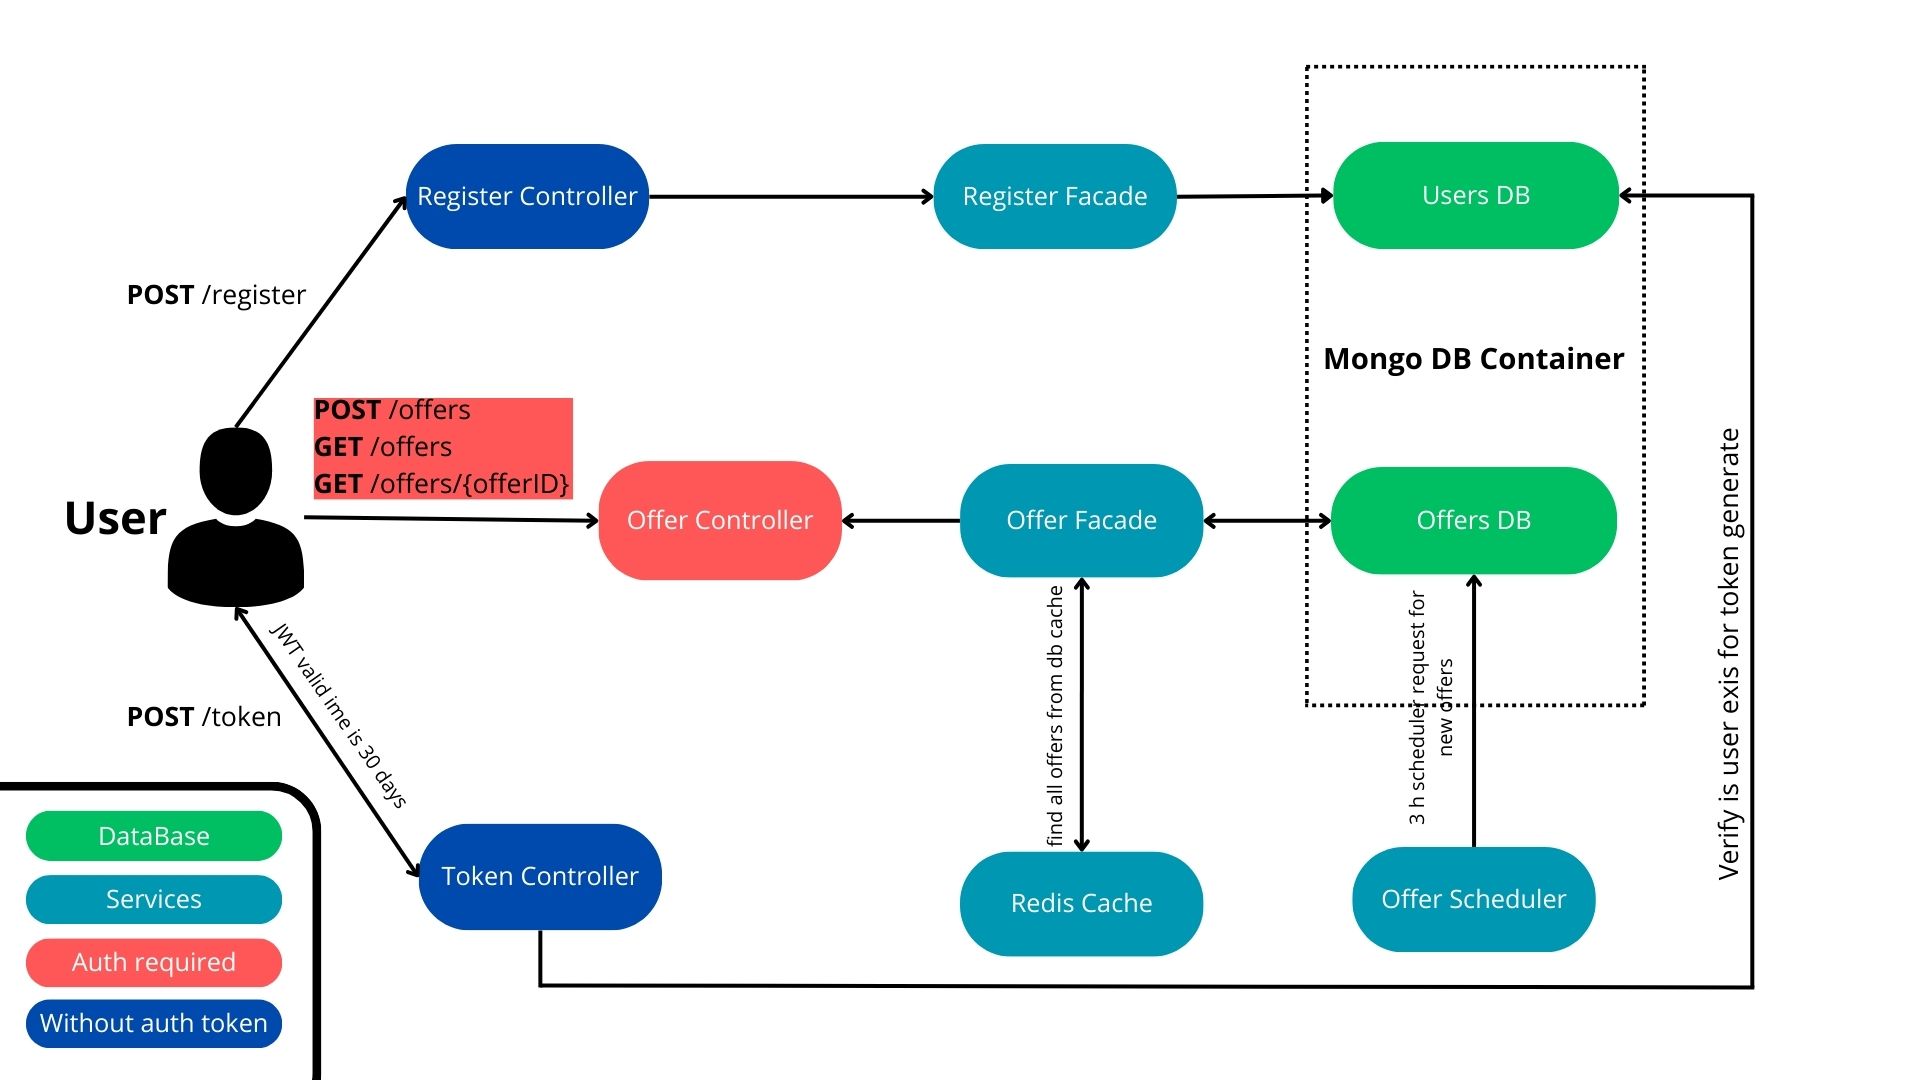 Register Controller
Register Facade
Users DB
POST /register
Mongo DB Container
POST /offers
GET /offers
GET /offers/{offerID}
User
Offer Controller
Offer Facade
Offers DB
JWT valid ime is 30 days
find all offers from db cache
3 h scheduler request for
new offers
Verify is user exis for token generate
POST /token
Token Controller
Redis Cache
Offer Scheduler
DataBase
Services
Auth required
Without auth token